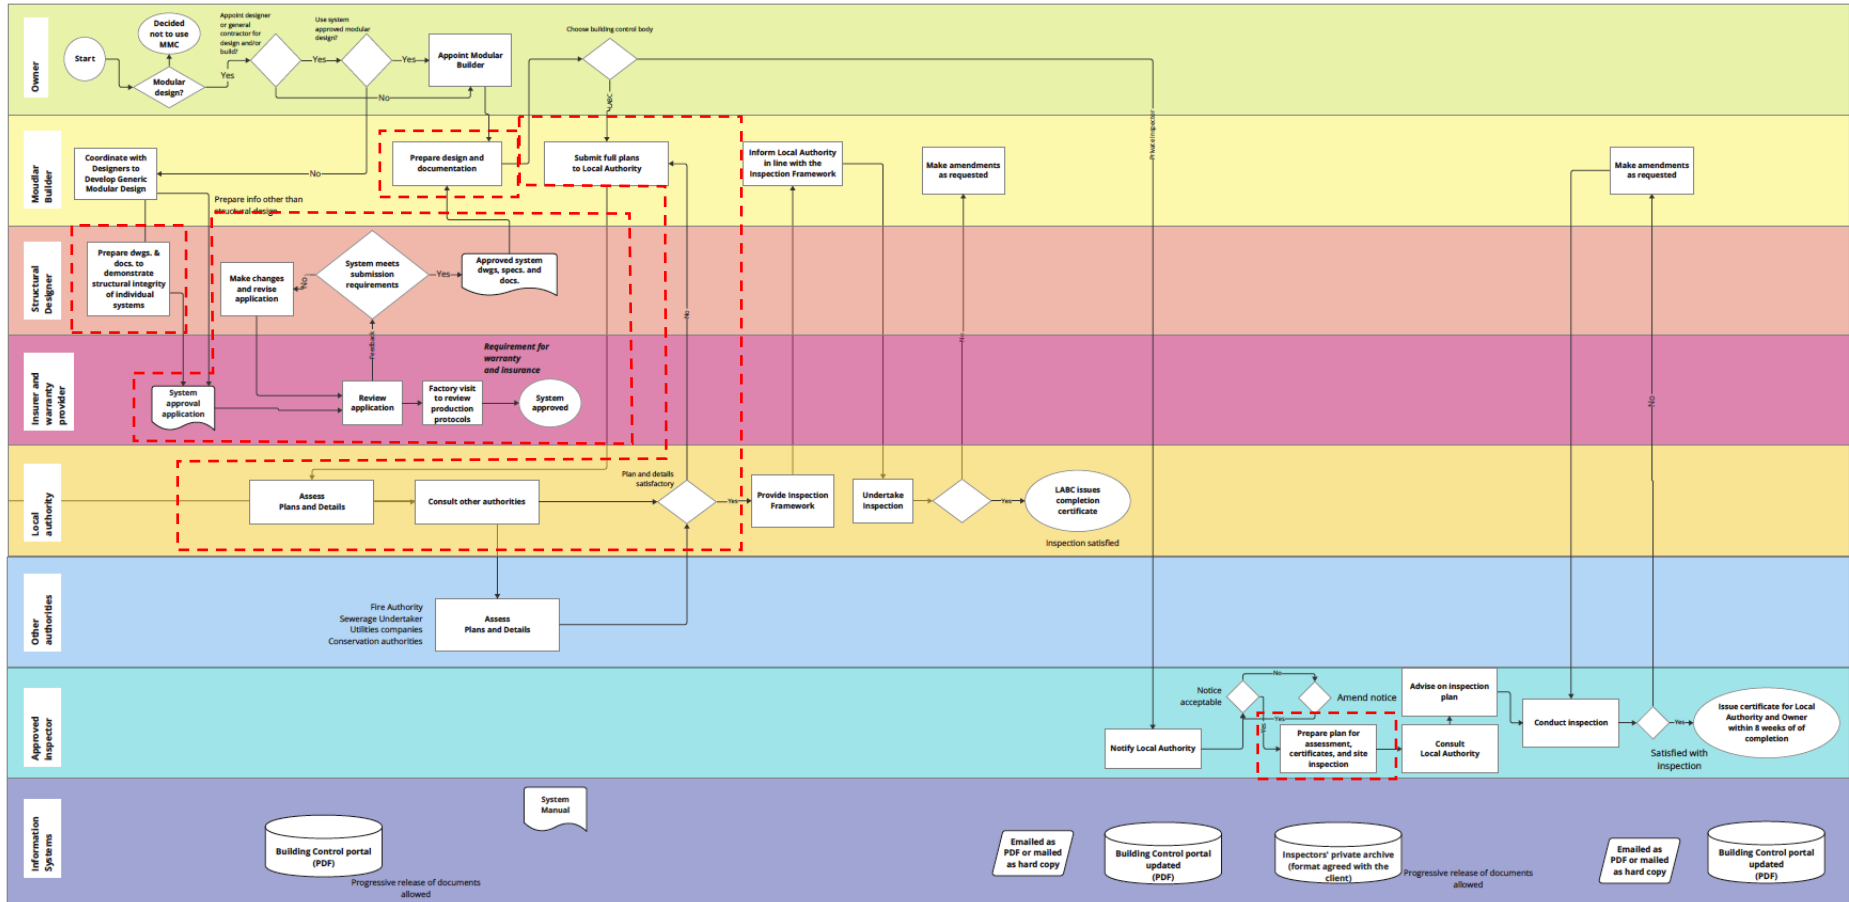 Owner
Start
Decided
not to use
MMC
Modular
design?
Yes
Appoint designer
or general
contractor for
design and/or
build?
Yes
Use system
approved modular
design?
Yes
No
Appoint Modular
Builder
Choose building control body
LABC
Private Inspector
Moudlar
Builder
Coordinate with
Designers to
Develop Generic
Modular Design
No
Prepare info other than
structural design
Prepare design and
documentation
Submit full plans
to Local Authority
Inform Local Authority
in line with the
Inspection Framework
Make amendments
as requested
Make amendments
as requested
Structural
Designer
Prepare dwgs. &
docs. to
demonstrate
structural integrity
of individual
systems
Make changes
and revise
application
No
System meets
submission
requirements
Yes
Approved system
dwgs, specs. and
docs.
No
Insurer and
warranty
provider
System
approval
application
Feedback
Review
application
Factory visit
to review
production
protocols
Requirement for
warranty
and insurance
System
approved
No
Local
authority
Assess
Plans and Details
Consult other authorities
Plan and details
satisfactory
Yes
Provide Inspection
Framework
Undertake
Inspection
Yes
LABC issues
completion
certificate
Inspection satisfied
Other
authorities
Fire Authority
Sewerage Undertaker
Utilities companies
Conservation authorities
Assess
Plans and Details
Approved
inspector
Notify Local Authority
Notice
acceptable
No
Amend notice
Yes
Yes
Prepare plan for
assessment,
certificates, and site
inspection
Advise on inspection
plan
Consult
Local Authority
Conduct inspection
Yes
Satisfied with
inspection
Issue certificate for Local
Authority and Owner
within 8 weeks of of
completion
Information
Systems
Building Control portal
(PDF)
Progressive release of documents
allowed
System
Manual
Emailed as
PDF or mailed
as hard copy
Building Control portal
updated
(PDF)
Inspectors' private archive
(format agreed with the
client)
Progressive release of documents
allowed
Emailed as
PDF or mailed
as hard copy
Building Control portal
updated
(PDF)